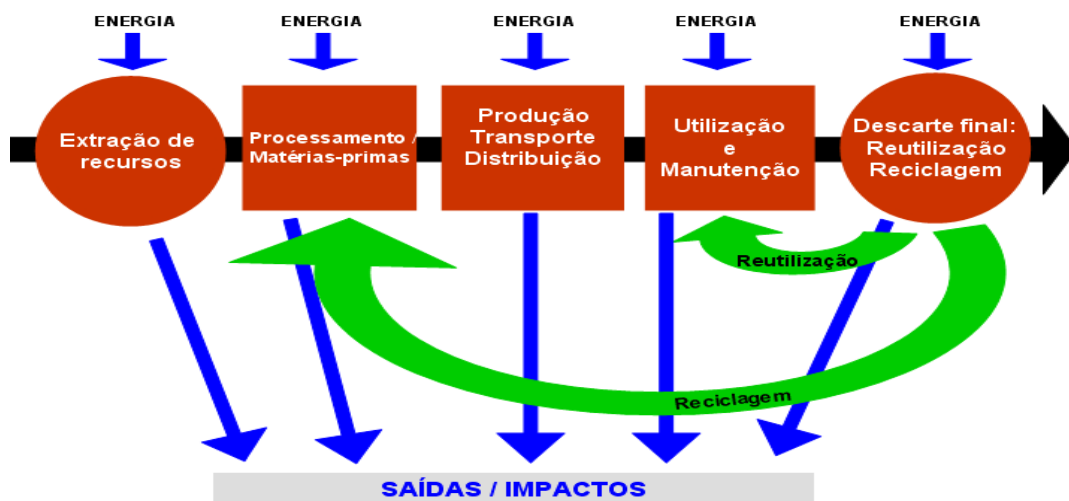 ENERGIA
ENERGIA
ENERGIA
ENERGIA
ENERGIA
Extração de
recursos
Processamento /
Matérias-primas
Produção
Transporte
Distribuição
Utilização
e
Manutenção
Descarte final:
Reutilização
Reciclagem
Reutilização
Reciclagem
SAÍDAS / IMPACTOS